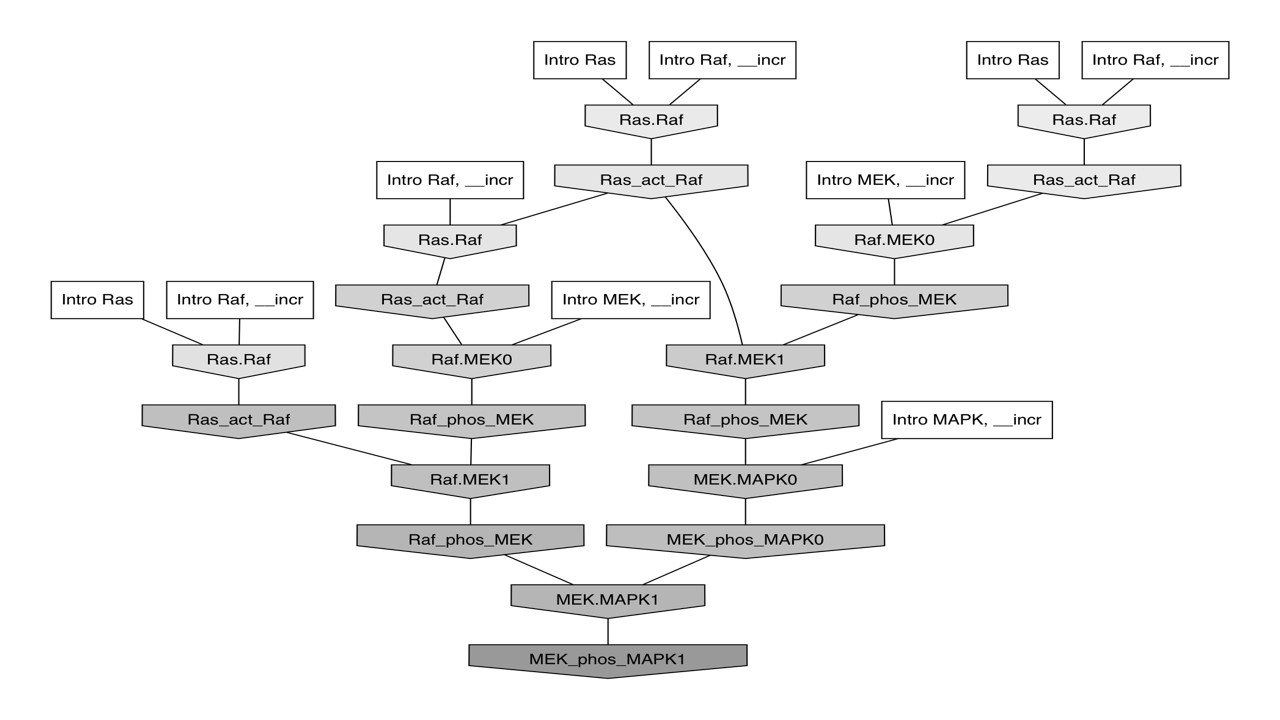 Intro Ras
Intro Raf, __incr
Intro Ras
Intro Raf, __incr
Ras.Raf
Ras.Raf
Intro Raf, __incr
Ras_act_Raf
Intro MEK, __incr
Ras_act_Raf
Ras.Raf
Raf.MEK0
Intro Ras
Intro Raf, __incr
Ras_act_Raf
Intro MEK, __incr
Raf_phos_MEK
Ras.Raf
Raf.MEK0
Raf.MEK1
Ras_act_Raf
Raf_phos_MEK
Raf_phos_MEK
Intro MAPK, __incr
Raf.MEK1
MEK.MAPK0
Raf_phos_MEK
MEK_phos_MAPK0
MEK.MAPK1
MEK_phos_MAPK1